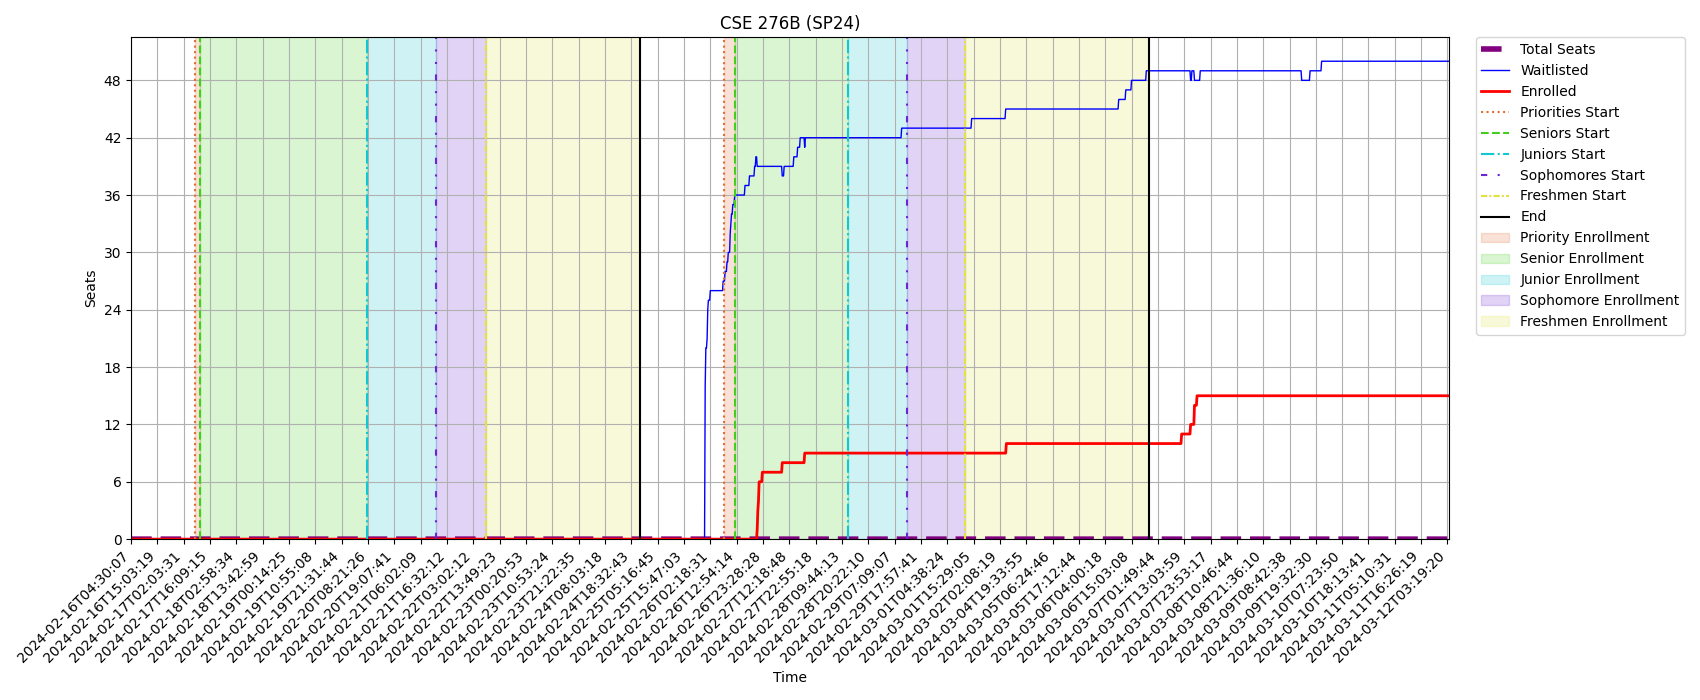 CSE 276B (SP24)
Seats
48
42
36
30
24
18
12
6
0
2024-02-16T04:30:07
2024-02-16T15:03:19
2024-02-17T02:03:31
2024-02-17T16:09:15
2024-02-18T02:58:34
2024-02-18T13:42:59
2024-02-19T00:14:25
2024-02-19T10:55:08
2024-02-19T21:31:44
2024-02-20T08:21:26
2024-02-20T19:07:41
2024-02-21T06:02:09
2024-02-21T16:32:12
2024-02-22T03:02:12
2024-02-22T13:49:23
2024-02-23T00:20:53
2024-02-23T10:53:24
2024-02-23T21:22:35
2024-02-24T08:03:18
2024-02-24T18:32:43
2024-02-25T05:16:45
2024-02-25T15:47:03
2024-02-26T02:18:31
2024-02-26T12:54:14
2024-02-26T23:28:28
2024-02-27T12:18:48
2024-02-27T22:55:18
2024-02-28T09:44:13
2024-02-28T20:22:10
2024-02-29T07:09:07
2024-02-29T17:57:41
2024-03-01T04:38:24
2024-03-01T15:29:05
2024-03-02T02:08:19
2024-03-04T19:33:55
2024-03-05T06:24:46
2024-03-05T17:12:44
2024-03-06T04:00:18
2024-03-06T15:03:08
2024-03-07T01:49:44
2024-03-07T13:03:59
2024-03-07T23:53:17
2024-03-08T10:46:44
2024-03-08T21:36:10
2024-03-09T08:42:38
2024-03-09T19:32:30
2024-03-10T07:23:50
2024-03-10T18:13:41
2024-03-11T05:10:31
2024-03-11T16:26:19
2024-03-12T03:19:20
Time
Total Seats
Waitlisted
Enrolled
Priorities Start
Seniors Start
Juniors Start
Sophomores Start
Freshmen Start
End
Priority Enrollment
Senior Enrollment
Junior Enrollment
Sophomore Enrollment
Freshmen Enrollment